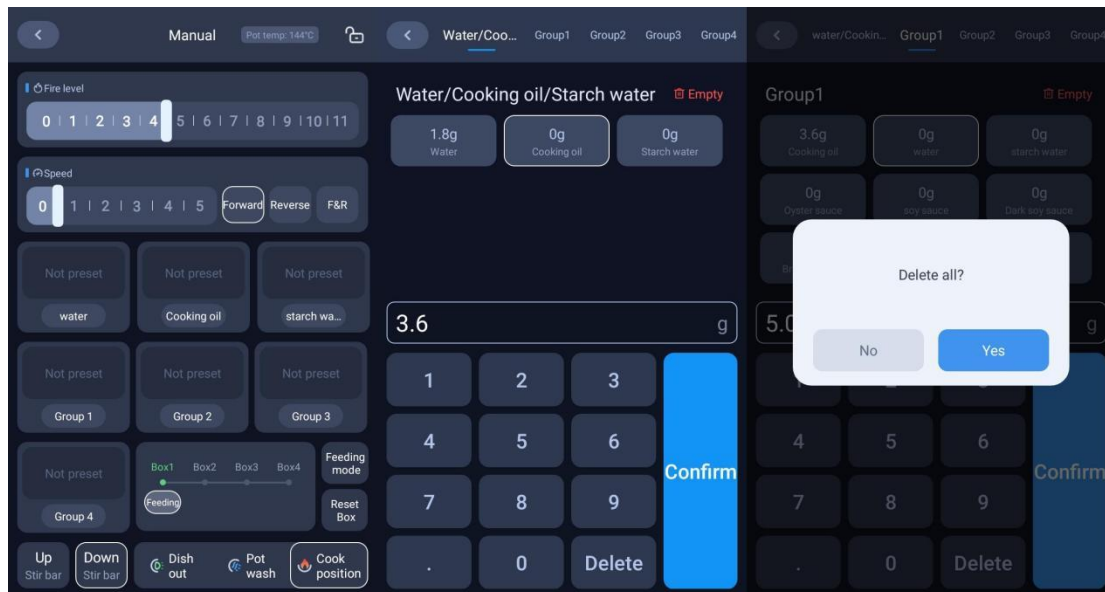 Manual
Pot temp: 144°C
Fire level
0 1 2 3 4 5 6 7 8 9 10 11
Speed
0 1 2 3 4 5 Forward Reverse F&R
Not preset Not preset Not preset
water Cooking oil starch wa...
Not preset Not preset Not preset
Group 1 Group 2 Group 3
Not preset
Group 4
Box1 Box2 Box3 Box4
Feeding
Feeding mode
Reset Box
Up
Stir bar
Down
Stir bar
Dish out
Pot wash
Cook position
Water/Coo... Group1 Group2 Group3 Group4
Water/Cooking oil/Starch water Empty
1.8g 0g 0g
Water Cooking oil Starch water
3.6 g
1 2 3
4 5 6
7 8 9
. 0 Delete
Confirm
water/Cookin... Group1 Group2 Group3 Group4
Group1 Empty
3.6g 0g 0g
Cooking oil water starch water
0g 0g 0g
Oyster sauce soy sauce Dark soy sauce
Delete all?
No Yes
5.0 g
4 5 6
7 8 9
. 0 Delete
Confirm